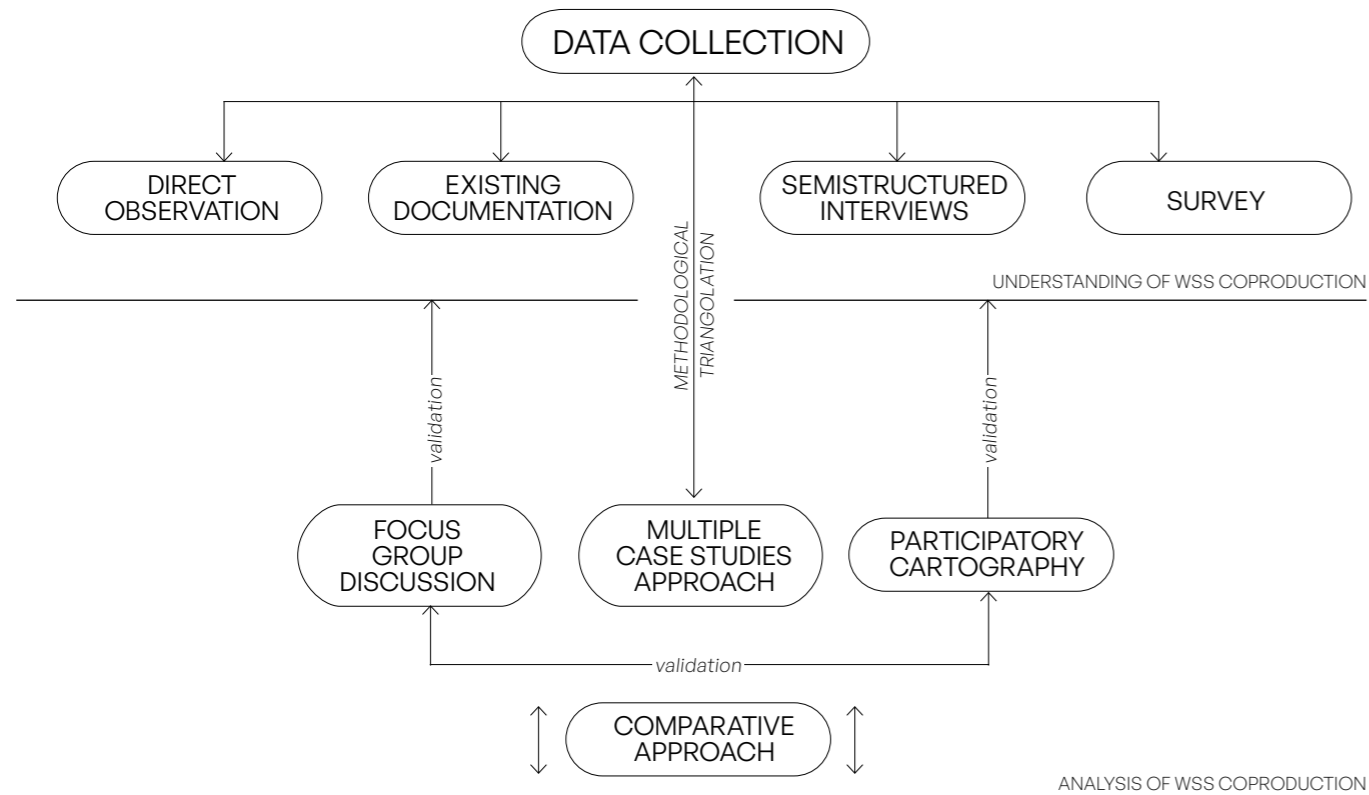 DATA COLLECTION
DIRECT
OBSERVATION
EXISTING
DOCUMENTATION
SEMISTRUCTURED
INTERVIEWS
SURVEY
METHODOLOGICAL
TRIANGOLATION
UNDERSTANDING OF WSS COPRODUCTION
validation
validation
FOCUS
GROUP
DISCUSSION
MULTIPLE
CASE STUDIES
APPROACH
PARTICIPATORY
CARTOGRAPHY
validation
COMPARATIVE
APPROACH
ANALYSIS OF WSS COPRODUCTION